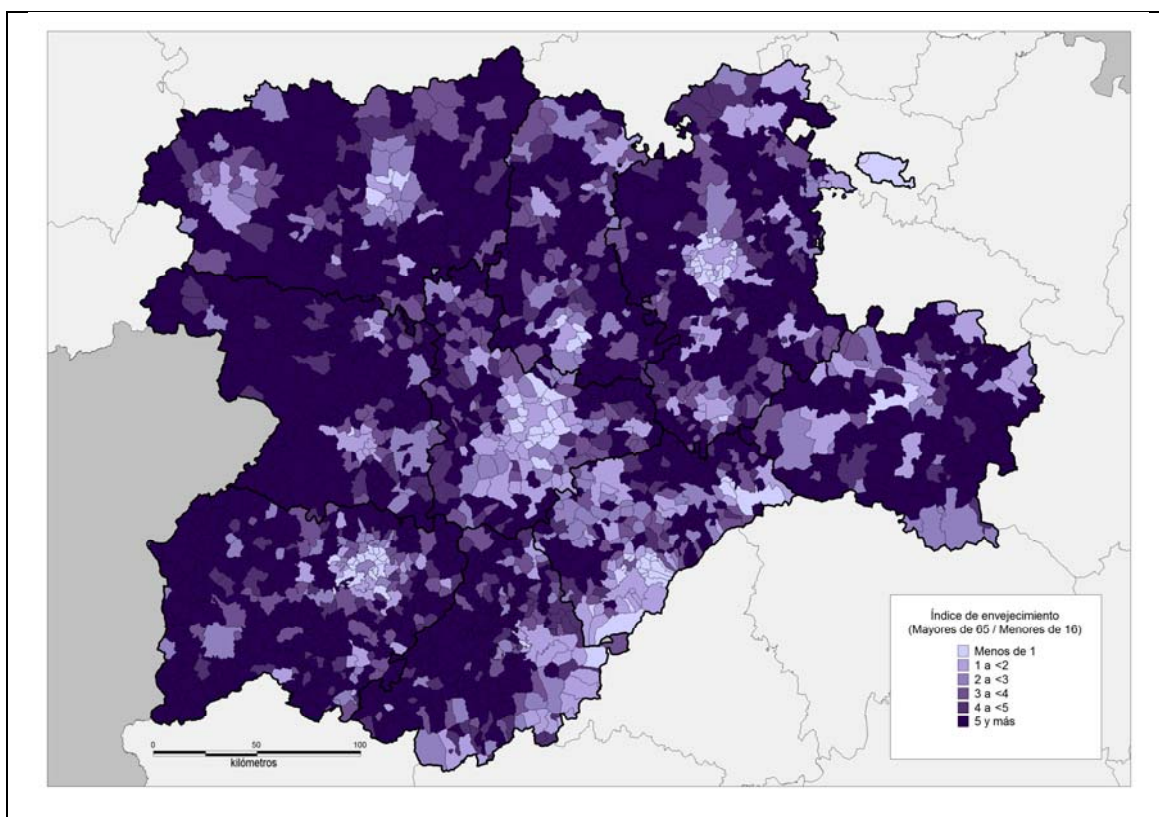 Índice de envejecimiento
(Mayores de 65 / Menores de 16)
Menos de 1
1 a <2
2 a <3
3 a <4
4 a <5
5 y más
0 50 100
kilómetros